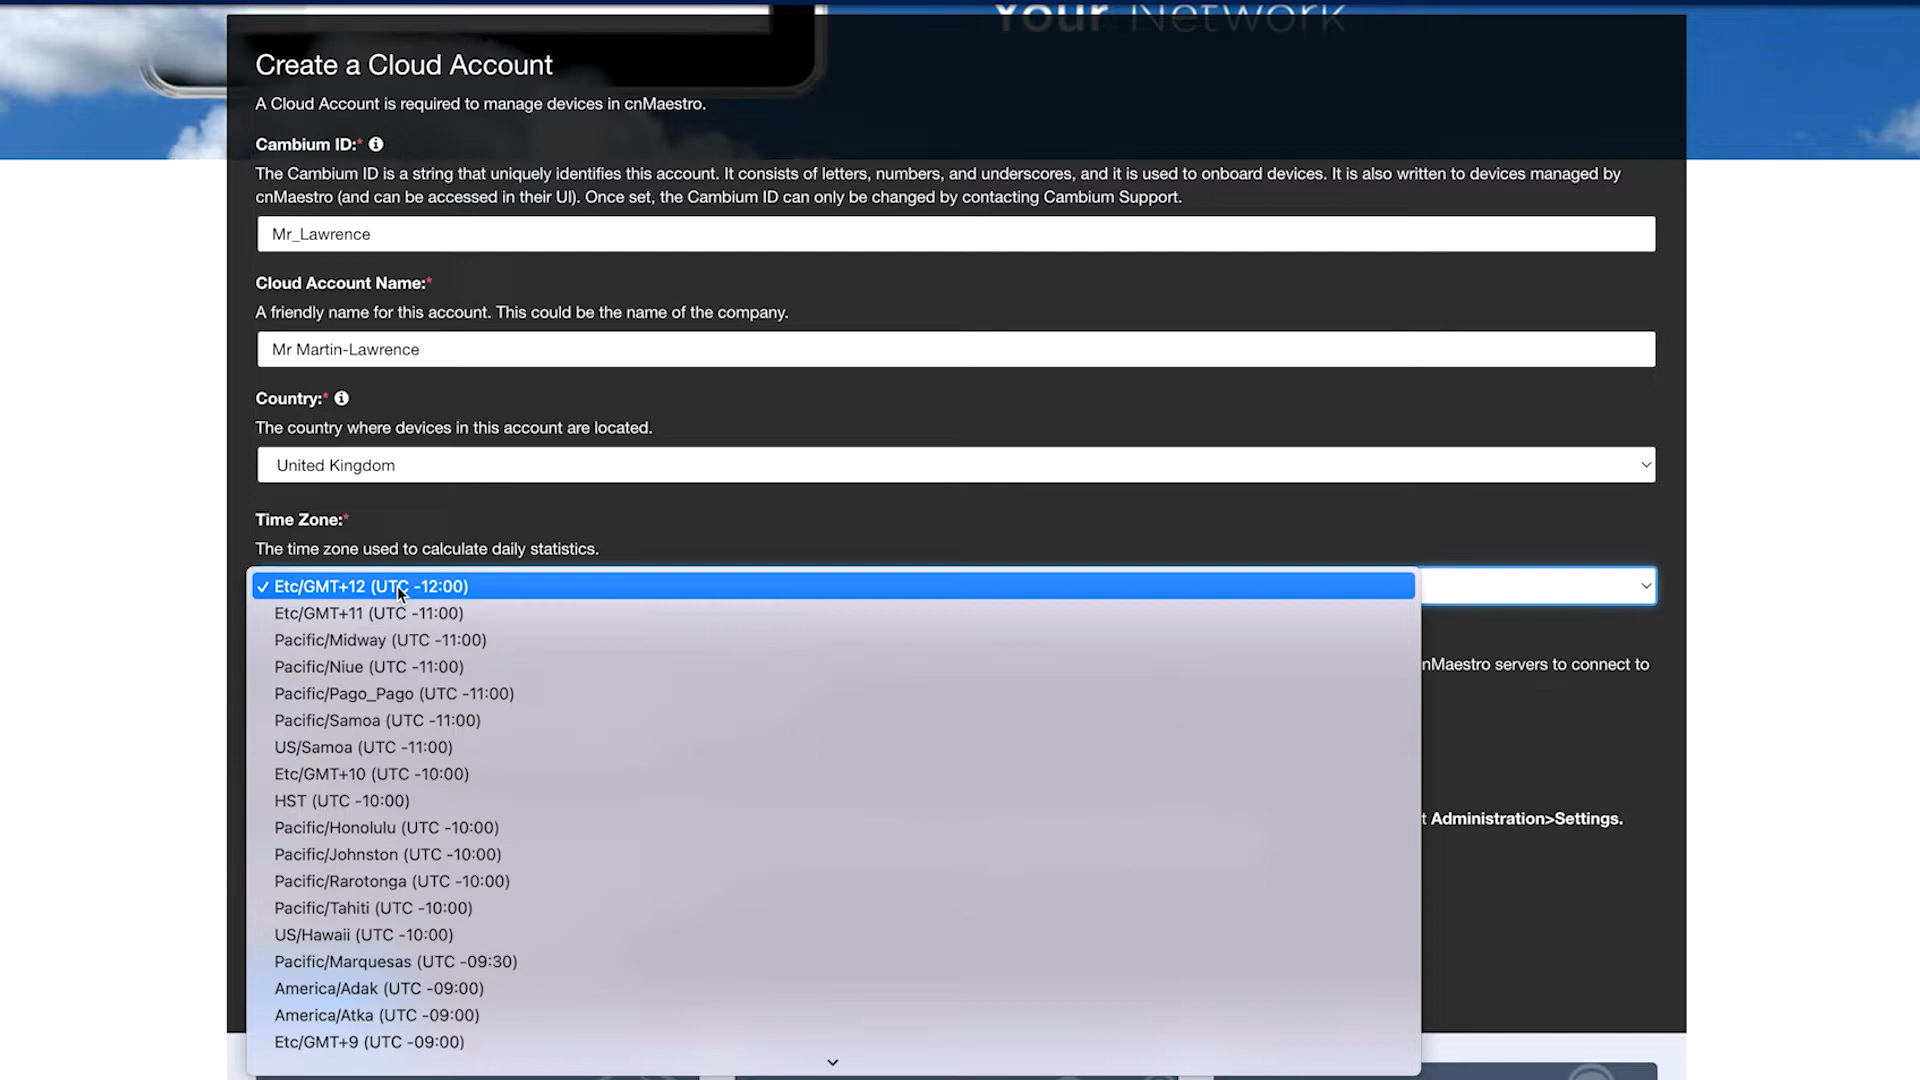 Your Network
Create a Cloud Account
A Cloud Account is required to manage devices in cnMaestro.
Cambium ID:*
The Cambium ID is a string that uniquely identifies this account. It consists of letters, numbers, and underscores, and it is used to onboard devices. It is also written to devices managed by
cnMaestro (and can be accessed in their UI). Once set, the Cambium ID can only be changed by contacting Cambium Support.
Mr_Lawrence
Cloud Account Name:*
A friendly name for this account. This could be the name of the company.
Mr Martin-Lawrence
Country:*
The country where devices in this account are located.
United Kingdom
Time Zone:*
The time zone used to calculate daily statistics.
✓ Etc/GMT+12 (UTC -12:00)
Etc/GMT+11 (UTC -11:00)
Pacific/Midway (UTC -11:00)
nMaestro servers to connect to
Pacific/Niue (UTC -11:00)
Pacific/Pago_Pago (UTC -11:00)
Pacific/Samoa (UTC -11:00)
US/Samoa (UTC -11:00)
Etc/GMT+10 (UTC -10:00)
HST (UTC -10:00)
t Administration>Settings.
Pacific/Honolulu (UTC -10:00)
Pacific/Johnston (UTC -10:00)
Pacific/Rarotonga (UTC -10:00)
Pacific/Tahiti (UTC -10:00)
US/Hawaii (UTC -10:00)
Pacific/Marquesas (UTC -09:30)
America/Adak (UTC -09:00)
America/Atka (UTC -09:00)
Etc/GMT+9 (UTC -09:00)